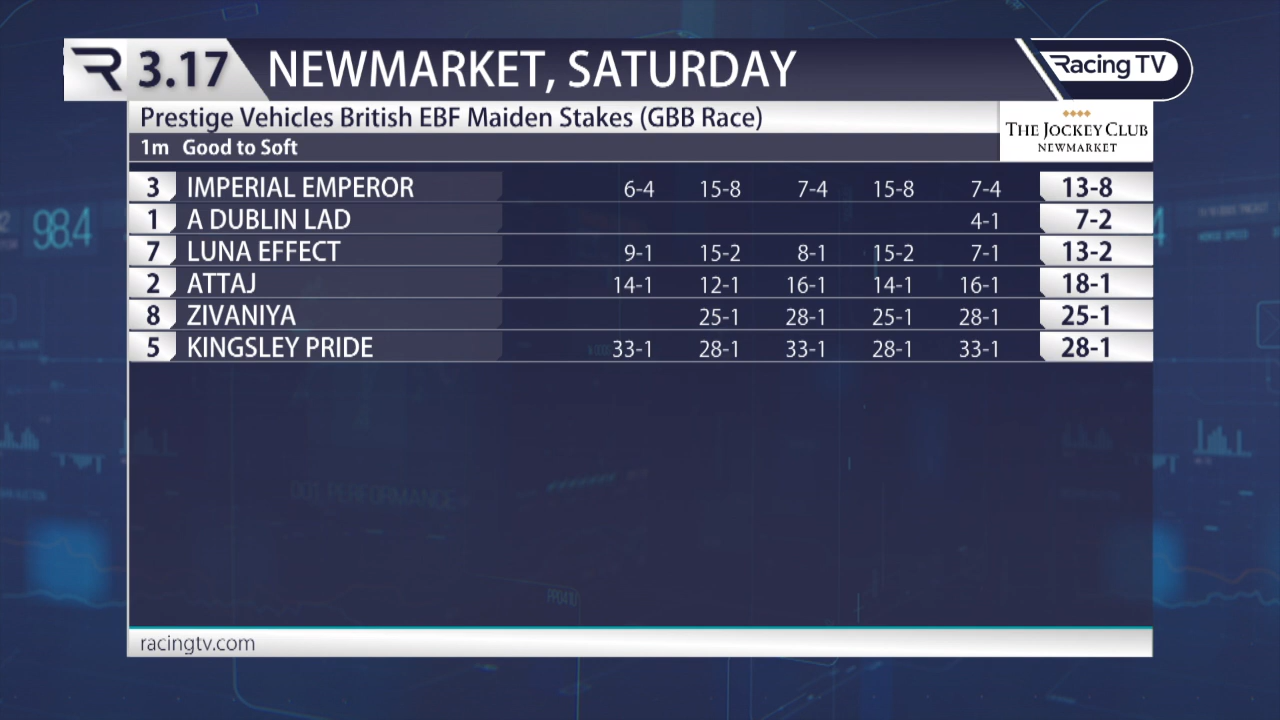 3.17 NEWMARKET, SATURDAY Racing TV
Prestige Vehicles British EBF Maiden Stakes (GBB Race)
THE JOCKEY CLUB
NEWMARKET
1m Good to Soft
3 IMPERIAL EMPEROR 6-4 15-8 7-4 15-8 7-4 13-8
1 A DUBLIN LAD 4-1 7-2
7 LUNA EFFECT 9-1 15-2 8-1 15-2 7-1 13-2
2 ATTAJ 14-1 12-1 16-1 14-1 16-1 18-1
8 ZIVANIYA 25-1 28-1 25-1 28-1 25-1
5 KINGSLEY PRIDE 33-1 28-1 33-1 28-1 33-1 28-1
98.4
racingtv.com